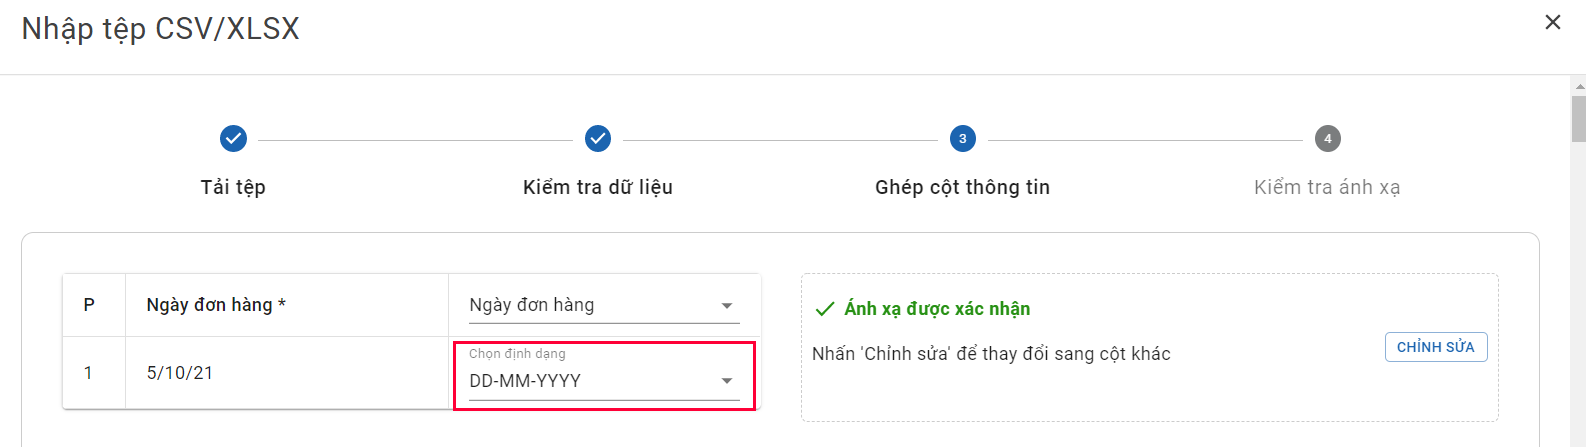 Nhập tệp CSV/XLSX
3
4
Tải tệp
Kiểm tra dữ liệu
Ghép cột thông tin
Kiểm tra ánh xạ
P
Ngày đơn hàng *
Ngày đơn hàng
1
5/10/21
Chọn định dạng
DD-MM-YYYY
Ánh xạ được xác nhận
Nhấn 'Chỉnh sửa' để thay đổi sang cột khác
CHỈNH SỬA